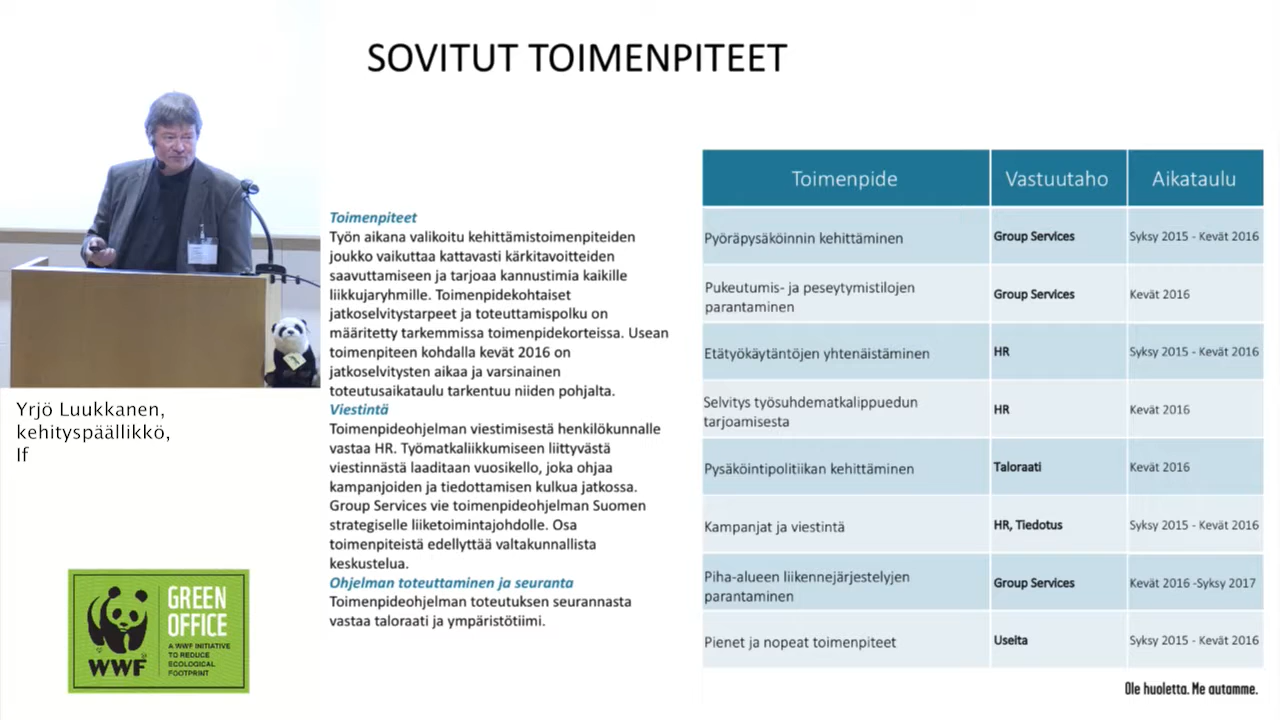 SOVITUT TOIMENPITEET
Toimenpiteet
Työn aikana valikoitu kehittämistoimenpiteiden
joukko vaikuttaa kattavasti kärkitavoitteiden
saavuttamiseen ja tarjoaa kannustimia kaikille
liikkujaryhmille. Toimenpidekohtaiset
jatkoselvitystarpeet ja toteuttamispolku on
määritetty tarkemmissa toimenpidekorteissa. Usean
toimenpiteen kohdalla kevät 2016 on
jatkoselvitysten aikaa ja varsinainen
toteutusaikataulu tarkentuu niiden pohjalta.
Viestintä
Toimenpideohjelman viestimisestä henkilökunnalle
vastaa HR. Työmatkaliikkumiseen liittyvästä
viestinnästä laaditaan vuosikello, joka ohjaa
kampanjoiden ja tiedottamisen kulkua jatkossa.
Group Services vie toimenpideohjelman Suomen
strategiselle liiketoimintajohdolle. Osa
toimenpiteistä edellyttää valtakunnallista
keskustelua.
Ohjelman toteuttaminen ja seuranta
Toimenpideohjelman toteutuksen seurannasta
vastaa taloraati ja ympäristötiimi.
Toimenpide Vastuutaho Aikataulu
Pyöräpysäköinnin kehittäminen Group Services Syksy 2015 - Kevät 2016
Pukeutumis- ja peseytymistilojen
parantaminen Group Services Kevät 2016
Etätyökäytäntöjen yhtenäistäminen HR Syksy 2015 - Kevät 2016
Selvitys työsuhdematkalippuedun
tarjoamisesta HR Kevät 2016
Pysäköintipolitiikan kehittäminen Taloraati Kevät 2016
Kampanjat ja viestintä HR, Tiedotus Syksy 2015 - Kevät 2016
Piha-alueen liikennejärjestelyjen
parantaminen Group Services Kevät 2016 -Syksy 2017
Pienet ja nopeat toimenpiteet Useita Syksy 2015 - Kevät 2016
Ole huoletta. Me autamme.
Yrjö Luukkanen,
kehityspäällikkö,
If
WWF
GREEN
OFFICE
A WWF INITIATIVE
TO REDUCE
ECOLOGICAL
FOOTPRINT